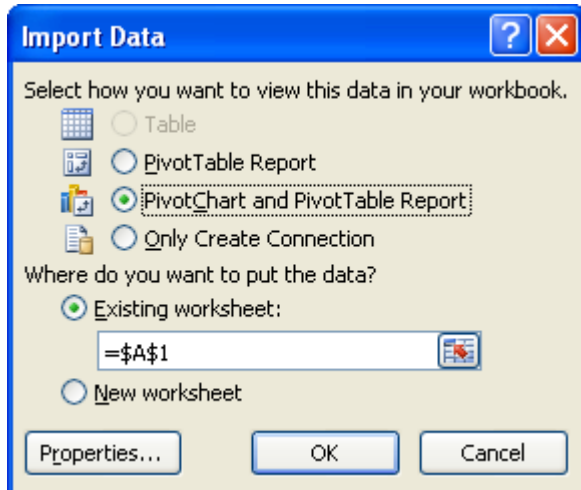 Import Data
Select how you want to view this data in your workbook.
Table
PivotTable Report
PivotChart and PivotTable Report
Only Create Connection
Where do you want to put the data?
Existing worksheet:
=$A$1
New worksheet
Properties... OK Cancel